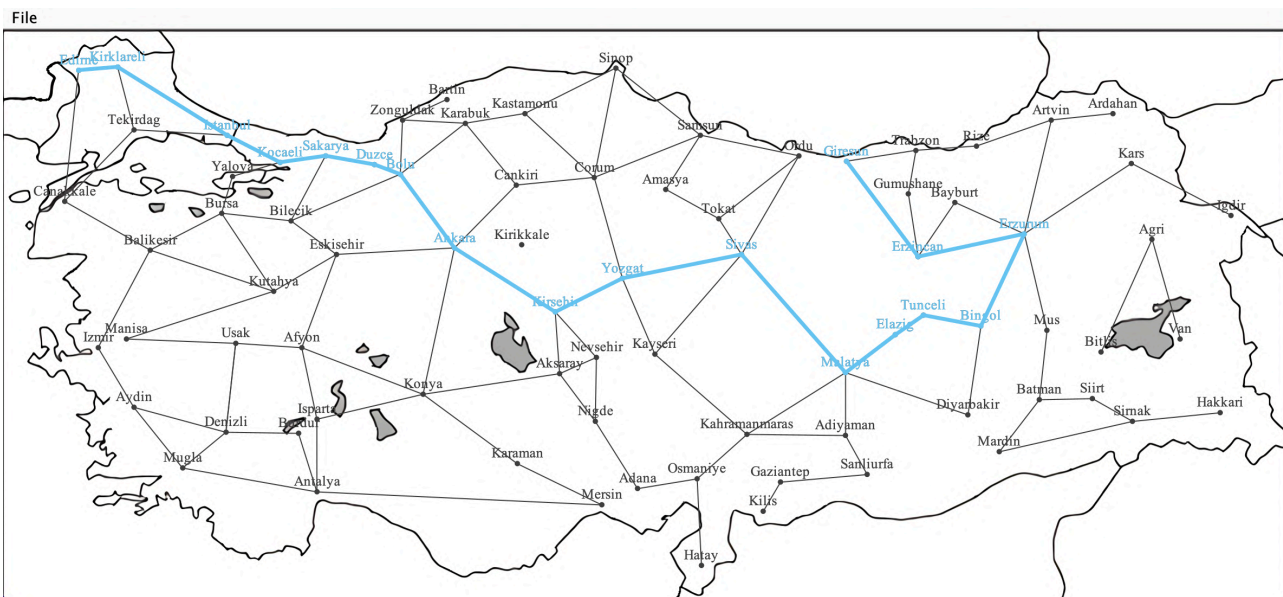 File
Edirne
Kirklareli
Sinop
Bartin
Zonguldak
Karabuk
Kastamonu
Tekirdag
Istanbul
Samsun
Artvin
Ardahan
Kocaeli
Sakarya
Duzce
Bolu
Ordu
Giresun
Trabzon
Rize
Yalova
Corum
Kars
Canakkale
Cankiri
Amasya
Gumushane
Bayburt
Bursa
Bilecik
Tokat
Igdir
Balikesir
Eskisehir
Ankara
Kirikkale
Sivas
Erzincan
Erzurum
Agri
Kutahya
Yozgat
Kirsehir
Tunceli
Bingol
Izmir
Manisa
Usak
Afyon
Elazig
Mus
Van
Nevsehir
Kayseri
Bitlis
Aksaray
Malatya
Konya
Aydin
Denizli
Isparta
Burdur
Nigde
Kahramanmaras
Adiyaman
Diyarbakir
Batman
Siirt
Sirnak
Hakkari
Mugla
Antalya
Karaman
Mardin
Adana
Osmaniye
Gaziantep
Sanliurfa
Mersin
Kilis
Hatay